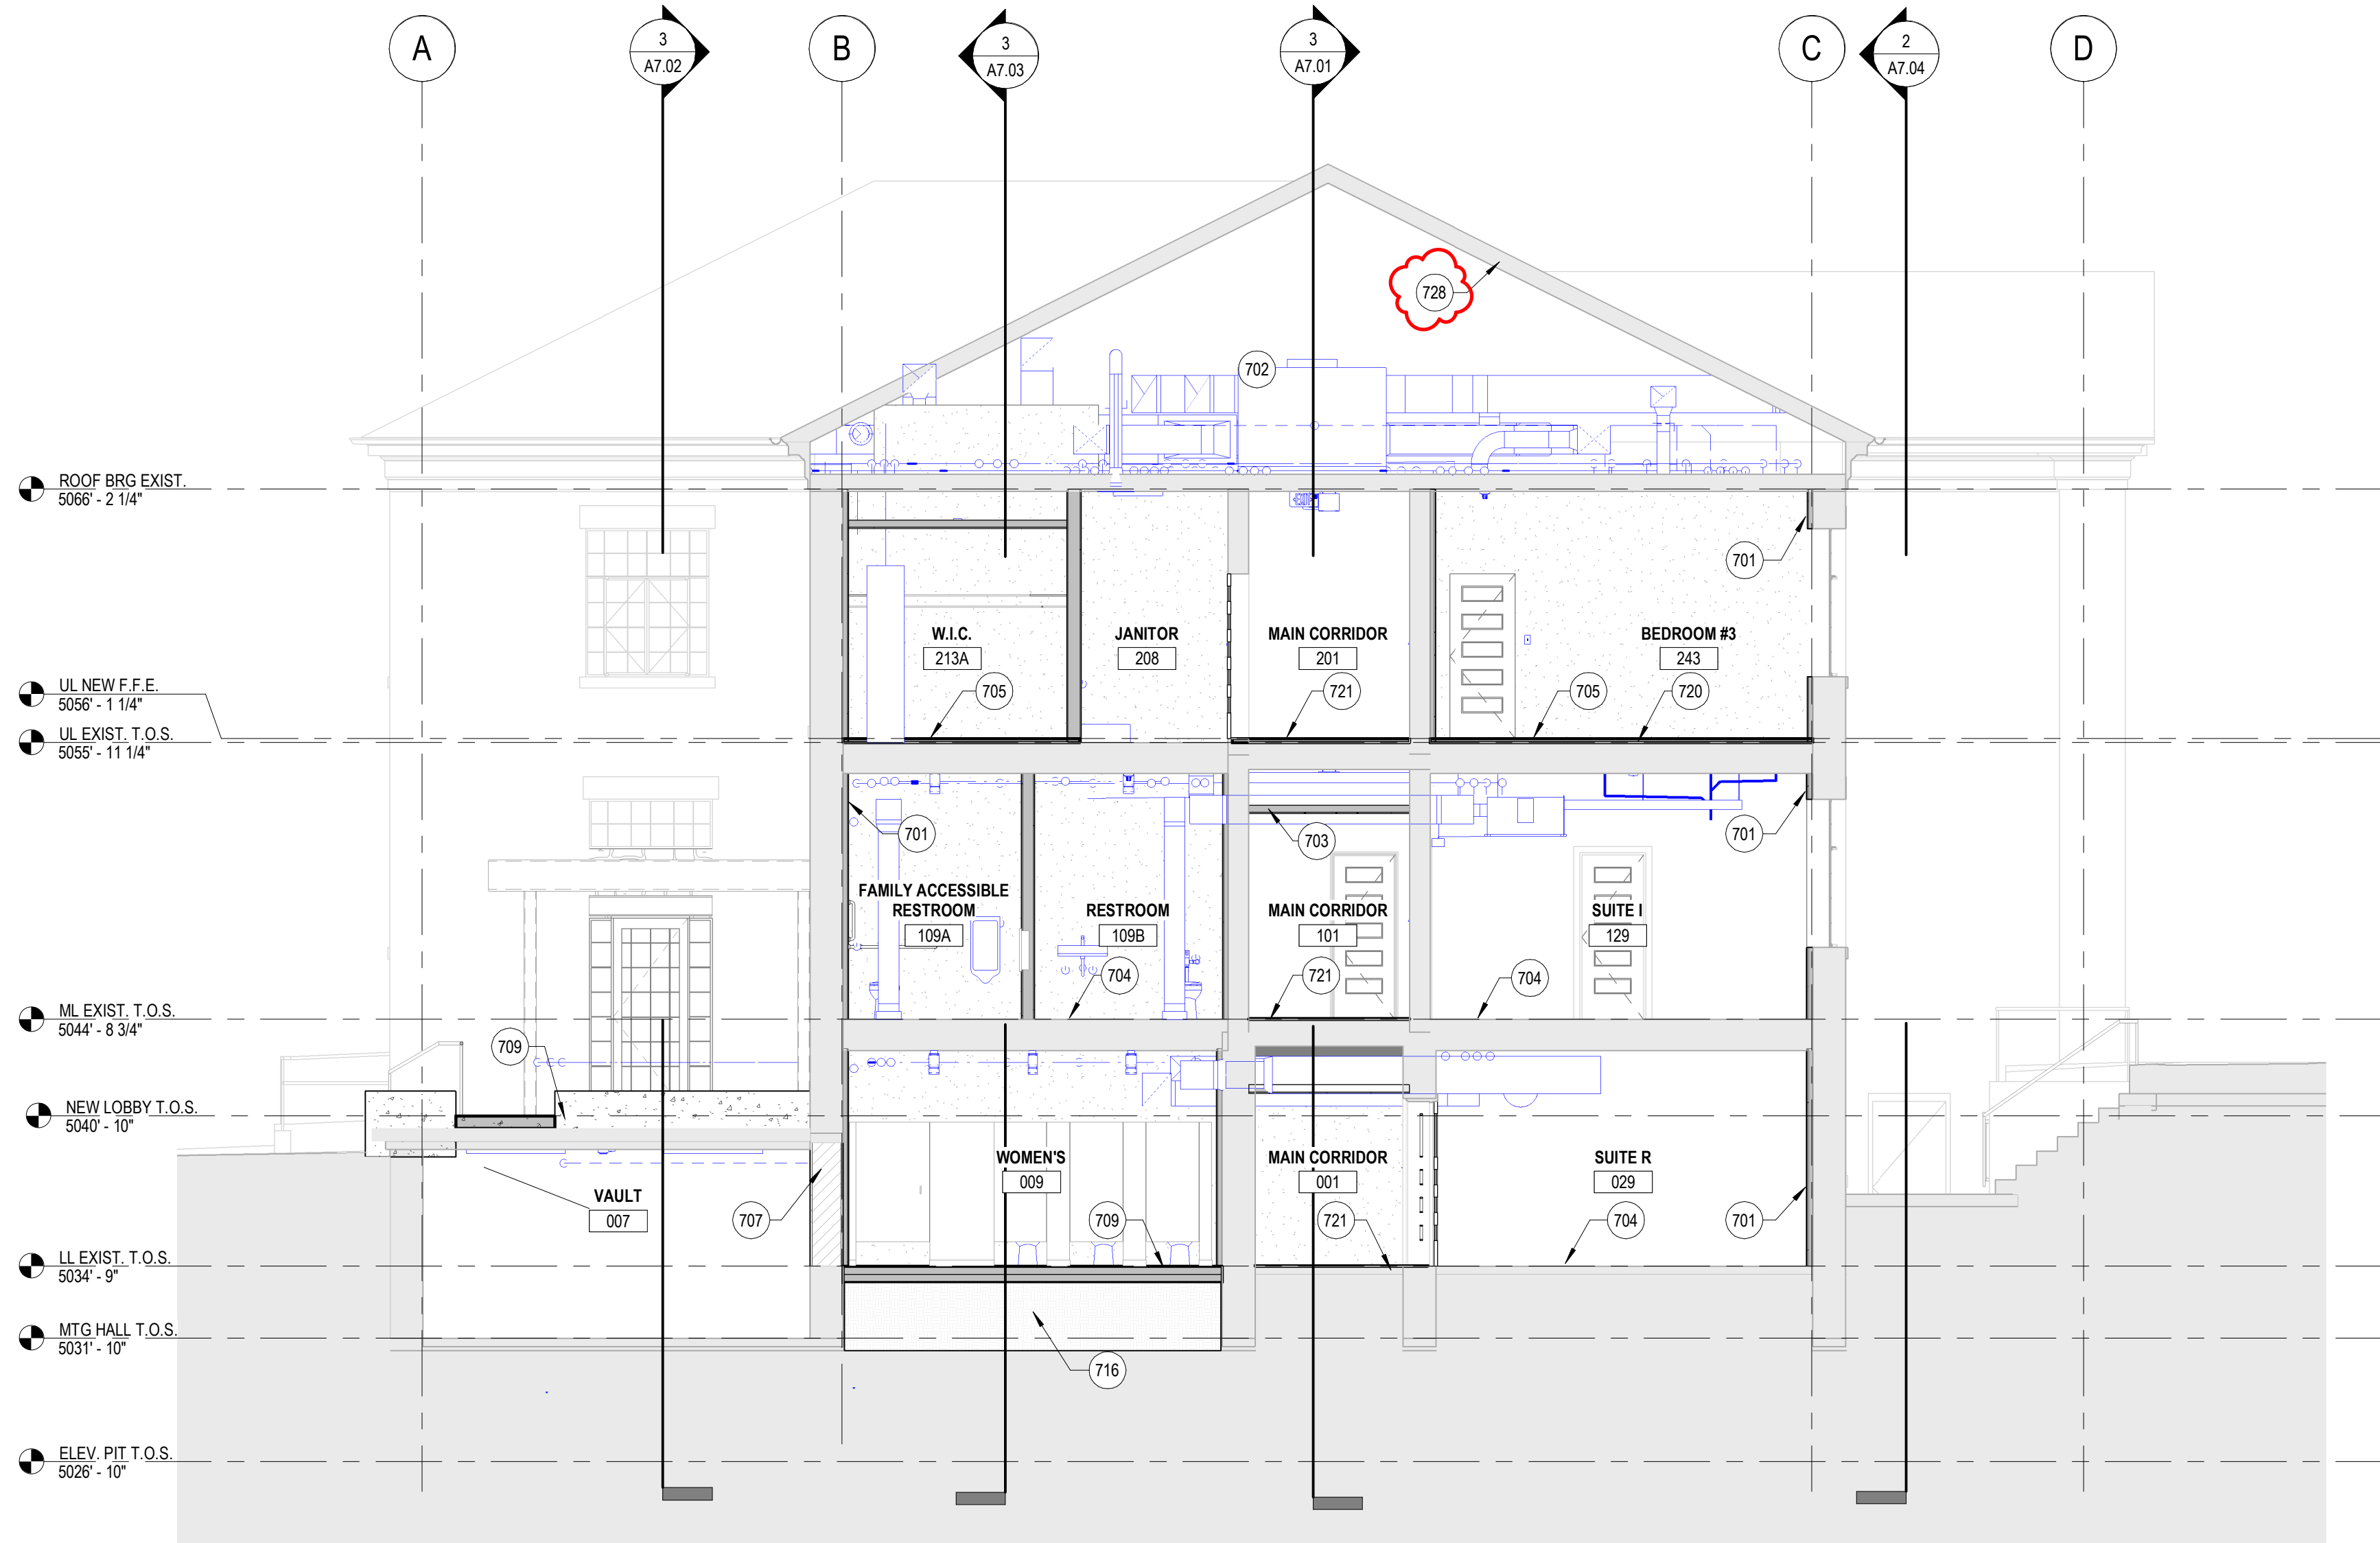 A
3
A7.02
B
3
A7.03
3
A7.01
C
2
A7.04
D
728
702
ROOF BRG EXIST.
5066' - 2 1/4"
701
W.I.C.
213A
JANITOR
208
MAIN CORRIDOR
201
BEDROOM #3
243
UL NEW F.F.E.
5056' - 1 1/4"
705
721
705
720
UL EXIST. T.O.S.
5055' - 11 1/4"
701
703
701
FAMILY ACCESSIBLE
RESTROOM
109A
RESTROOM
109B
MAIN CORRIDOR
101
SUITE I
129
704
721
704
ML EXIST. T.O.S.
5044' - 8 3/4"
709
NEW LOBBY T.O.S.
5040' - 10"
WOMEN'S
009
MAIN CORRIDOR
001
SUITE R
029
VAULT
007
707
709
721
704
701
LL EXIST. T.O.S.
5034' - 9"
MTG HALL T.O.S.
5031' - 10"
716
ELEV. PIT T.O.S.
5026' - 10"